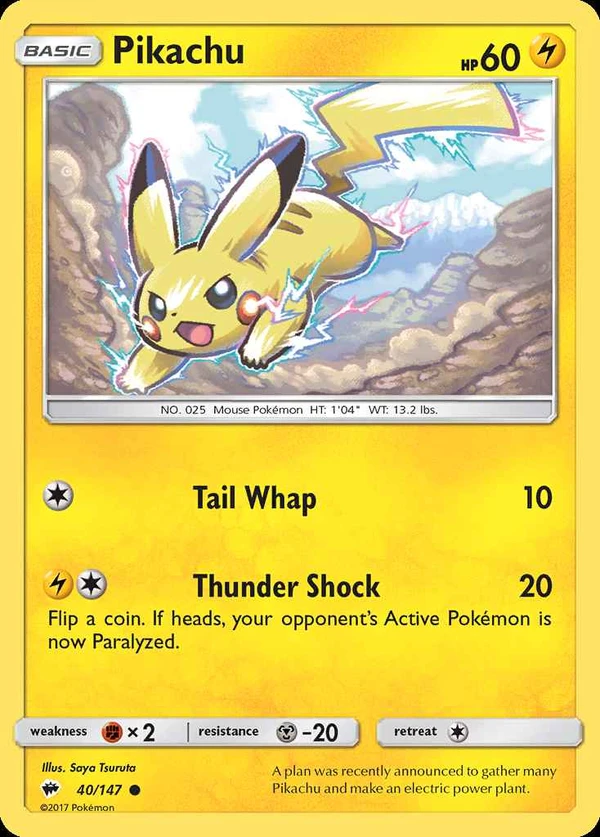 BASIC Pikachu HP60
NO. 025 Mouse Pokémon HT: 1'04" WT: 13.2 lbs.
Tail Whap 10
Thunder Shock 20
Flip a coin. If heads, your opponent's Active Pokémon is
now Paralyzed.
weakness ×2 resistance -20 retreat
Illus. Saya Tsuruta
40/147
©2017 Pokémon
A plan was recently announced to gather many
Pikachu and make an electric power plant.